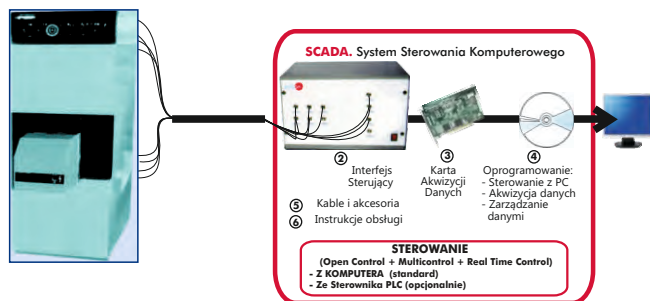 SCADA. System Sterowania Komputerowego
2
Interfejs
Sterujący
3
Karta
Akwizycji
Danych
4
Oprogramowanie:
- Sterowanie z PC
- Akwizycja danych
- Zarządzanie
danymi
5 Kable i akcesoria
6 Instrukcje obsługi
STEROWANIE
(Open Control + Multicontrol + Real Time Control)
- Z KOMPUTERA (standard)
- Ze Sterownika PLC (opcjonalnie)